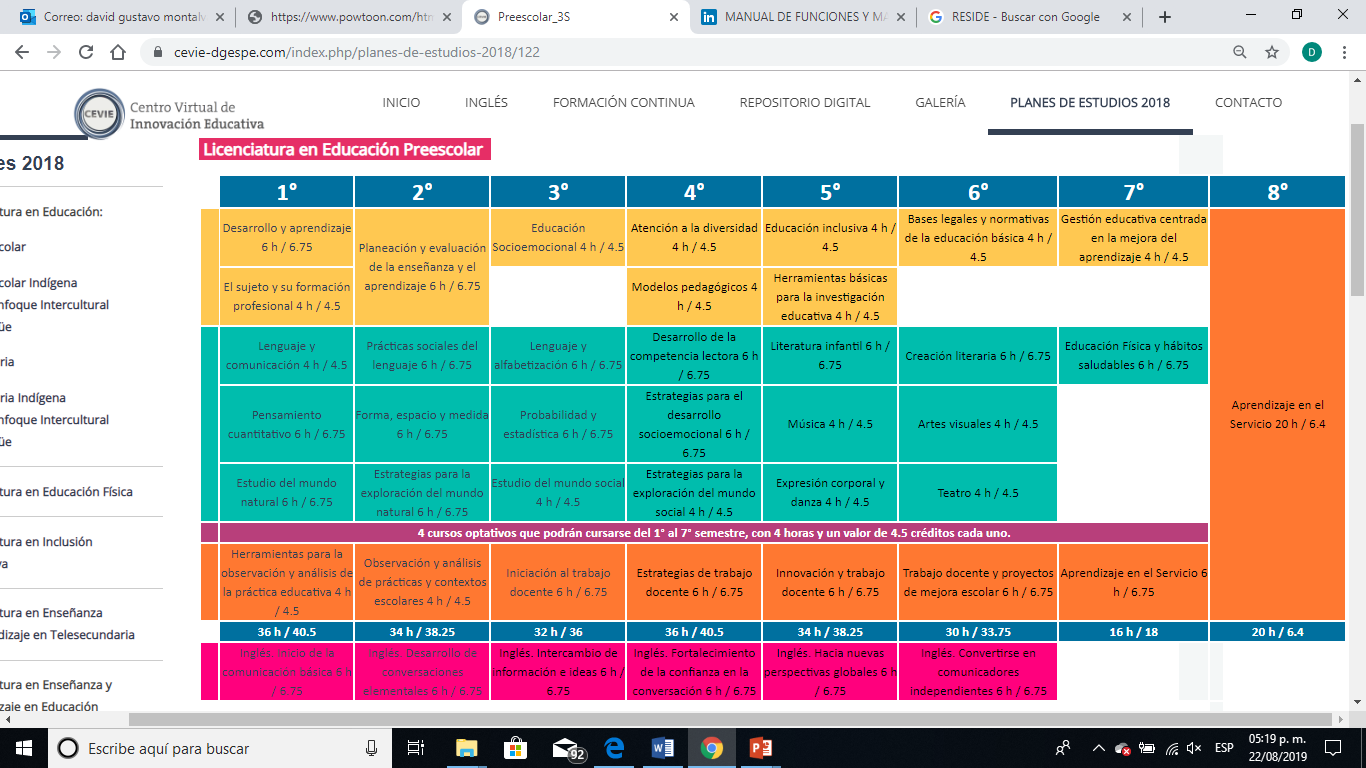 Correo: david gustavo montalv
https://www.powtoon.com/htm
Preescolar_3S
MANUAL DE FUNCIONES Y MA
RESIDE - Buscar con Google
cevie-dgespe.com/index.php/planes-de-estudios-2018/122
D
CEVIE
Centro Virtual de
Innovación Educativa
INICIO
INGLÉS
FORMACIÓN CONTINUA
REPOSITORIO DIGITAL
GALERÍA
PLANES DE ESTUDIOS 2018
CONTACTO
es 2018
tura en Educación:
colar
colar Indígena
nfoque Intercultural
üe
ria
ria Indígena
nfoque Intercultural
üe
tura en Educación Física
tura en Inclusión
va
tura en Enseñanza
dizaje en Telesecundaria
tura en Enseñanza y
zaje en Educación
Licenciatura en Educación Preescolar
1° 2° 3° 4° 5° 6° 7° 8°
Desarrollo y aprendizaje
6 h / 6.75
Planeación y evaluación
de la enseñanza y el
aprendizaje 6 h / 6.75
Educación
Socioemocional 4 h / 4.5
Atención a la diversidad
4 h / 4.5
Educación inclusiva 4 h /
4.5
Bases legales y normativas
de la educación básica 4 h /
4.5
Gestión educativa centrada
en la mejora del
aprendizaje 4 h / 4.5
El sujeto y su formación
profesional 4 h / 4.5
Modelos pedagógicos 4
h / 4.5
Herramientas básicas
para la investigación
educativa 4 h / 4.5
Lenguaje y
comunicación 4 h / 4.5
Prácticas sociales del
lenguaje 6 h / 6.75
Lenguaje y
alfabetización 6 h / 6.75
Desarrollo de la
competencia lectora 6 h
/ 6.75
Literatura infantil 6 h /
6.75
Creación literaria 6 h / 6.75
Educación Física y hábitos
saludables 6 h / 6.75
Pensamiento
cuantitativo 6 h / 6.75
Forma, espacio y medida
6 h / 6.75
Probabilidad y
estadística 6 h / 6.75
Estrategias para el
desarrollo
socioemocional 6 h /
6.75
Música 4 h / 4.5
Artes visuales 4 h / 4.5
Aprendizaje en el
Servicio 20 h / 6.4
Estudio del mundo
natural 6 h / 6.75
Estrategias para la
exploración del mundo
natural 6 h / 6.75
Estudio del mundo social
4 h / 4.5
Estrategias para la
exploración del mundo
social 4 h / 4.5
Expresión corporal y
danza 4 h / 4.5
Teatro 4 h / 4.5
4 cursos optativos que podrán cursarse del 1° al 7° semestre, con 4 horas y un valor de 4.5 créditos cada uno.
Herramientas para la
observación y análisis de
la práctica educativa 4 h
/ 4.5
Observación y análisis
de prácticas y contextos
escolares 4 h / 4.5
Iniciación al trabajo
docente 6 h / 6.75
Estrategias de trabajo
docente 6 h / 6.75
Innovación y trabajo
docente 6 h / 6.75
Trabajo docente y proyectos
de mejora escolar 6 h / 6.75
Aprendizaje en el Servicio 6
h / 6.75
36 h / 40.5 34 h / 38.25 32 h / 36 36 h / 40.5 34 h / 38.25 30 h / 33.75 16 h / 18 20 h / 6.4
Inglés. Inicio de la
comunicación básica 6 h
/ 6.75
Inglés. Desarrollo de
conversaciones
elementales 6 h / 6.75
Inglés. Intercambio de
información e ideas 6 h /
6.75
Inglés. Fortalecimiento
de la confianza en la
conversación 6 h / 6.75
Inglés. Hacia nuevas
perspectivas globales 6 h
/ 6.75
Inglés. Convertirse en
comunicadores
independientes 6 h / 6.75
Escribe aquí para buscar
92
ESP
05:19 p. m.
22/08/2019